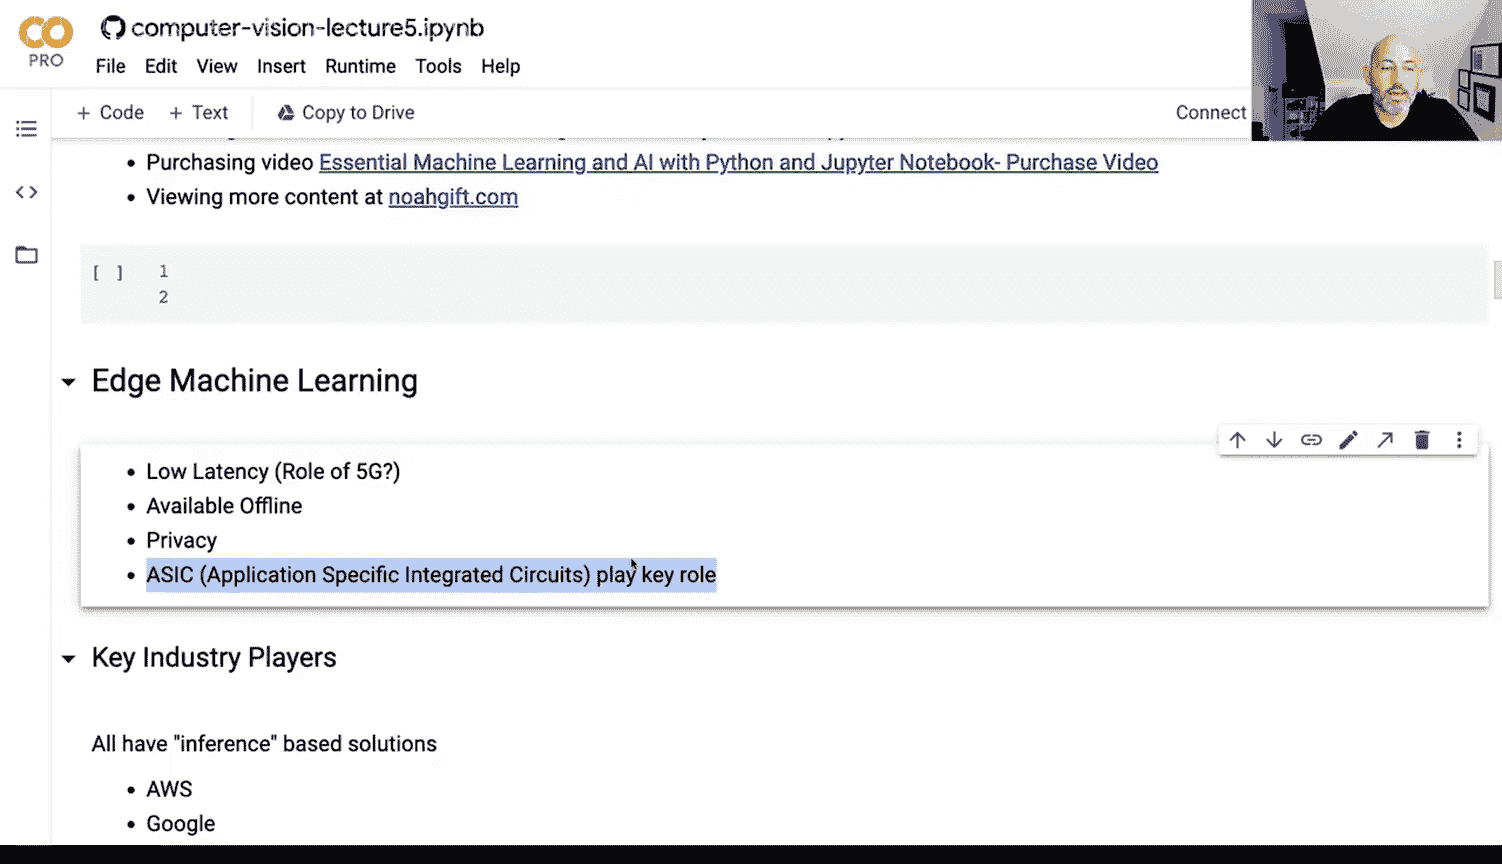 CO
PRO
computer-vision-lecture5.ipynb
File Edit View Insert Runtime Tools Help
+ Code + Text Copy to Drive Connect
• Purchasing video Essential Machine Learning and AI with Python and Jupyter Notebook- Purchase Video
• Viewing more content at noahgift.com
[ ] 1
2
Edge Machine Learning
• Low Latency (Role of 5G?)
• Available Offline
• Privacy
• ASIC (Application Specific Integrated Circuits) play key role
Key Industry Players
All have "inference" based solutions
• AWS
• Google